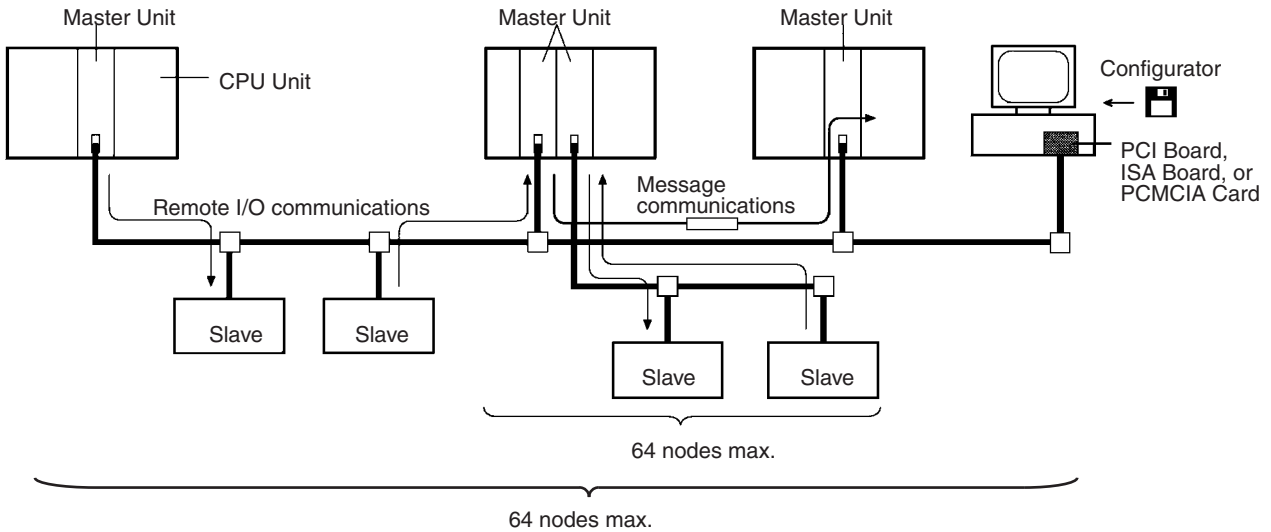 Master Unit
Master Unit
Master Unit
CPU Unit
Configurator
PCI Board,
ISA Board, or
PCMCIA Card
Remote I/O communications
Message
communications
Slave
Slave
Slave
Slave
64 nodes max.
64 nodes max.